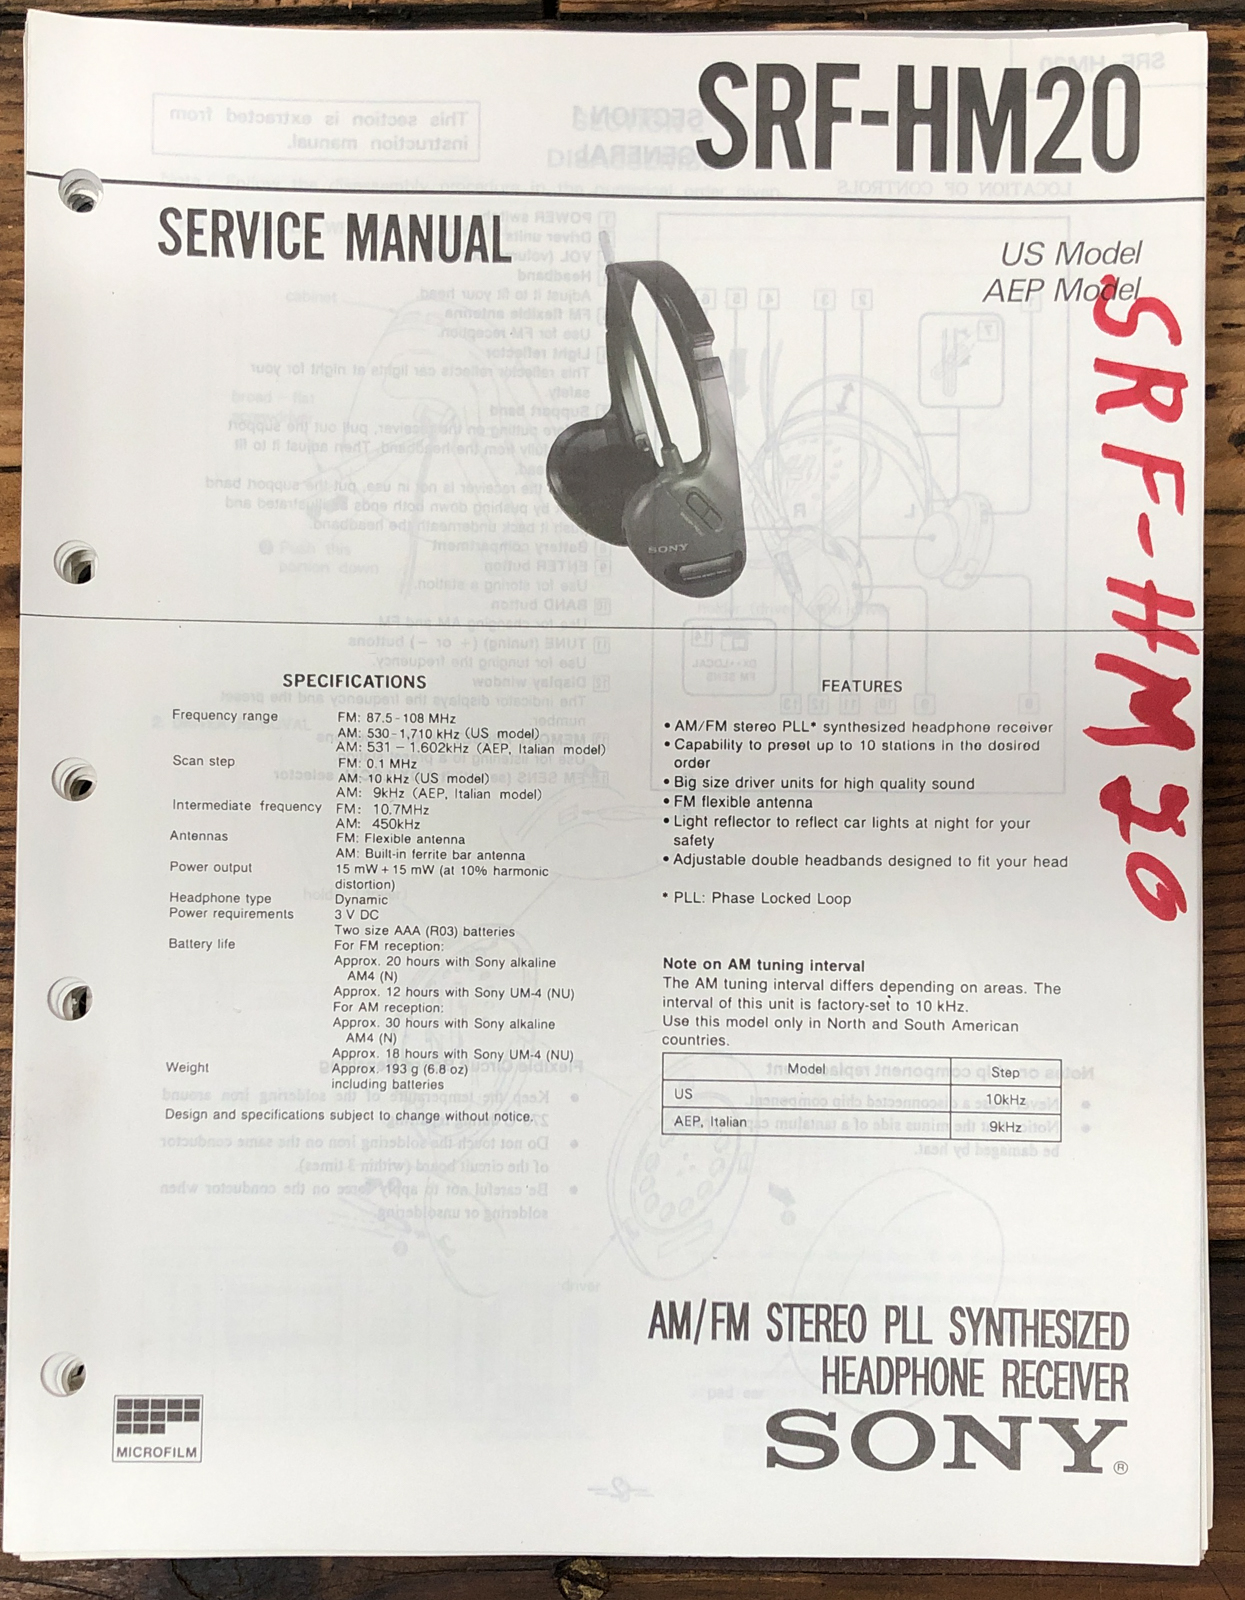 SRF-HM20
SERVICE MANUAL
US Model
AEP Model
SRF-HM20
SONY
SPECIFICATIONS
Frequency range FM: 87.5-108 MHz
AM: 530-1,710 kHz (US model)
AM: 531 - 1.602kHz (AEP, Italian model)
Scan step FM: 0.1 MHz
AM: 10 kHz (US model)
AM: 9kHz (AEP, Italian model)
Intermediate frequency FM: 10.7MHz
AM: 450kHz
Antennas FM: Flexible antenna
AM: Built-in ferrite bar antenna
Power output 15 mW + 15 mW (at 10% harmonic
distortion)
Headphone type Dynamic
Power requirements 3 V DC
Two size AAA (R03) batteries
Battery life For FM reception:
Approx. 20 hours with Sony alkaline
AM4 (N)
Approx. 12 hours with Sony UM-4 (NU)
For AM reception:
Approx. 30 hours with Sony alkaline
AM4 (N)
Approx. 18 hours with Sony UM-4 (NU)
Weight Approx. 193 g (6.8 oz)
including batteries
Design and specifications subject to change without notice.
FEATURES
• AM/FM stereo PLL* synthesized headphone receiver
• Capability to preset up to 10 stations in the desired
order
• Big size driver units for high quality sound
• FM flexible antenna
• Light reflector to reflect car lights at night for your
safety
• Adjustable double headbands designed to fit your head
* PLL: Phase Locked Loop
Note on AM tuning interval
The AM tuning interval differs depending on areas. The
interval of this unit is factory-set to 10 kHz.
Use this model only in North and South American
countries.
Model Step
US 10kHz
AEP, Italian 9kHz
AM/FM STEREO PLL SYNTHESIZED
HEADPHONE RECEIVER
SONY®
MICROFILM